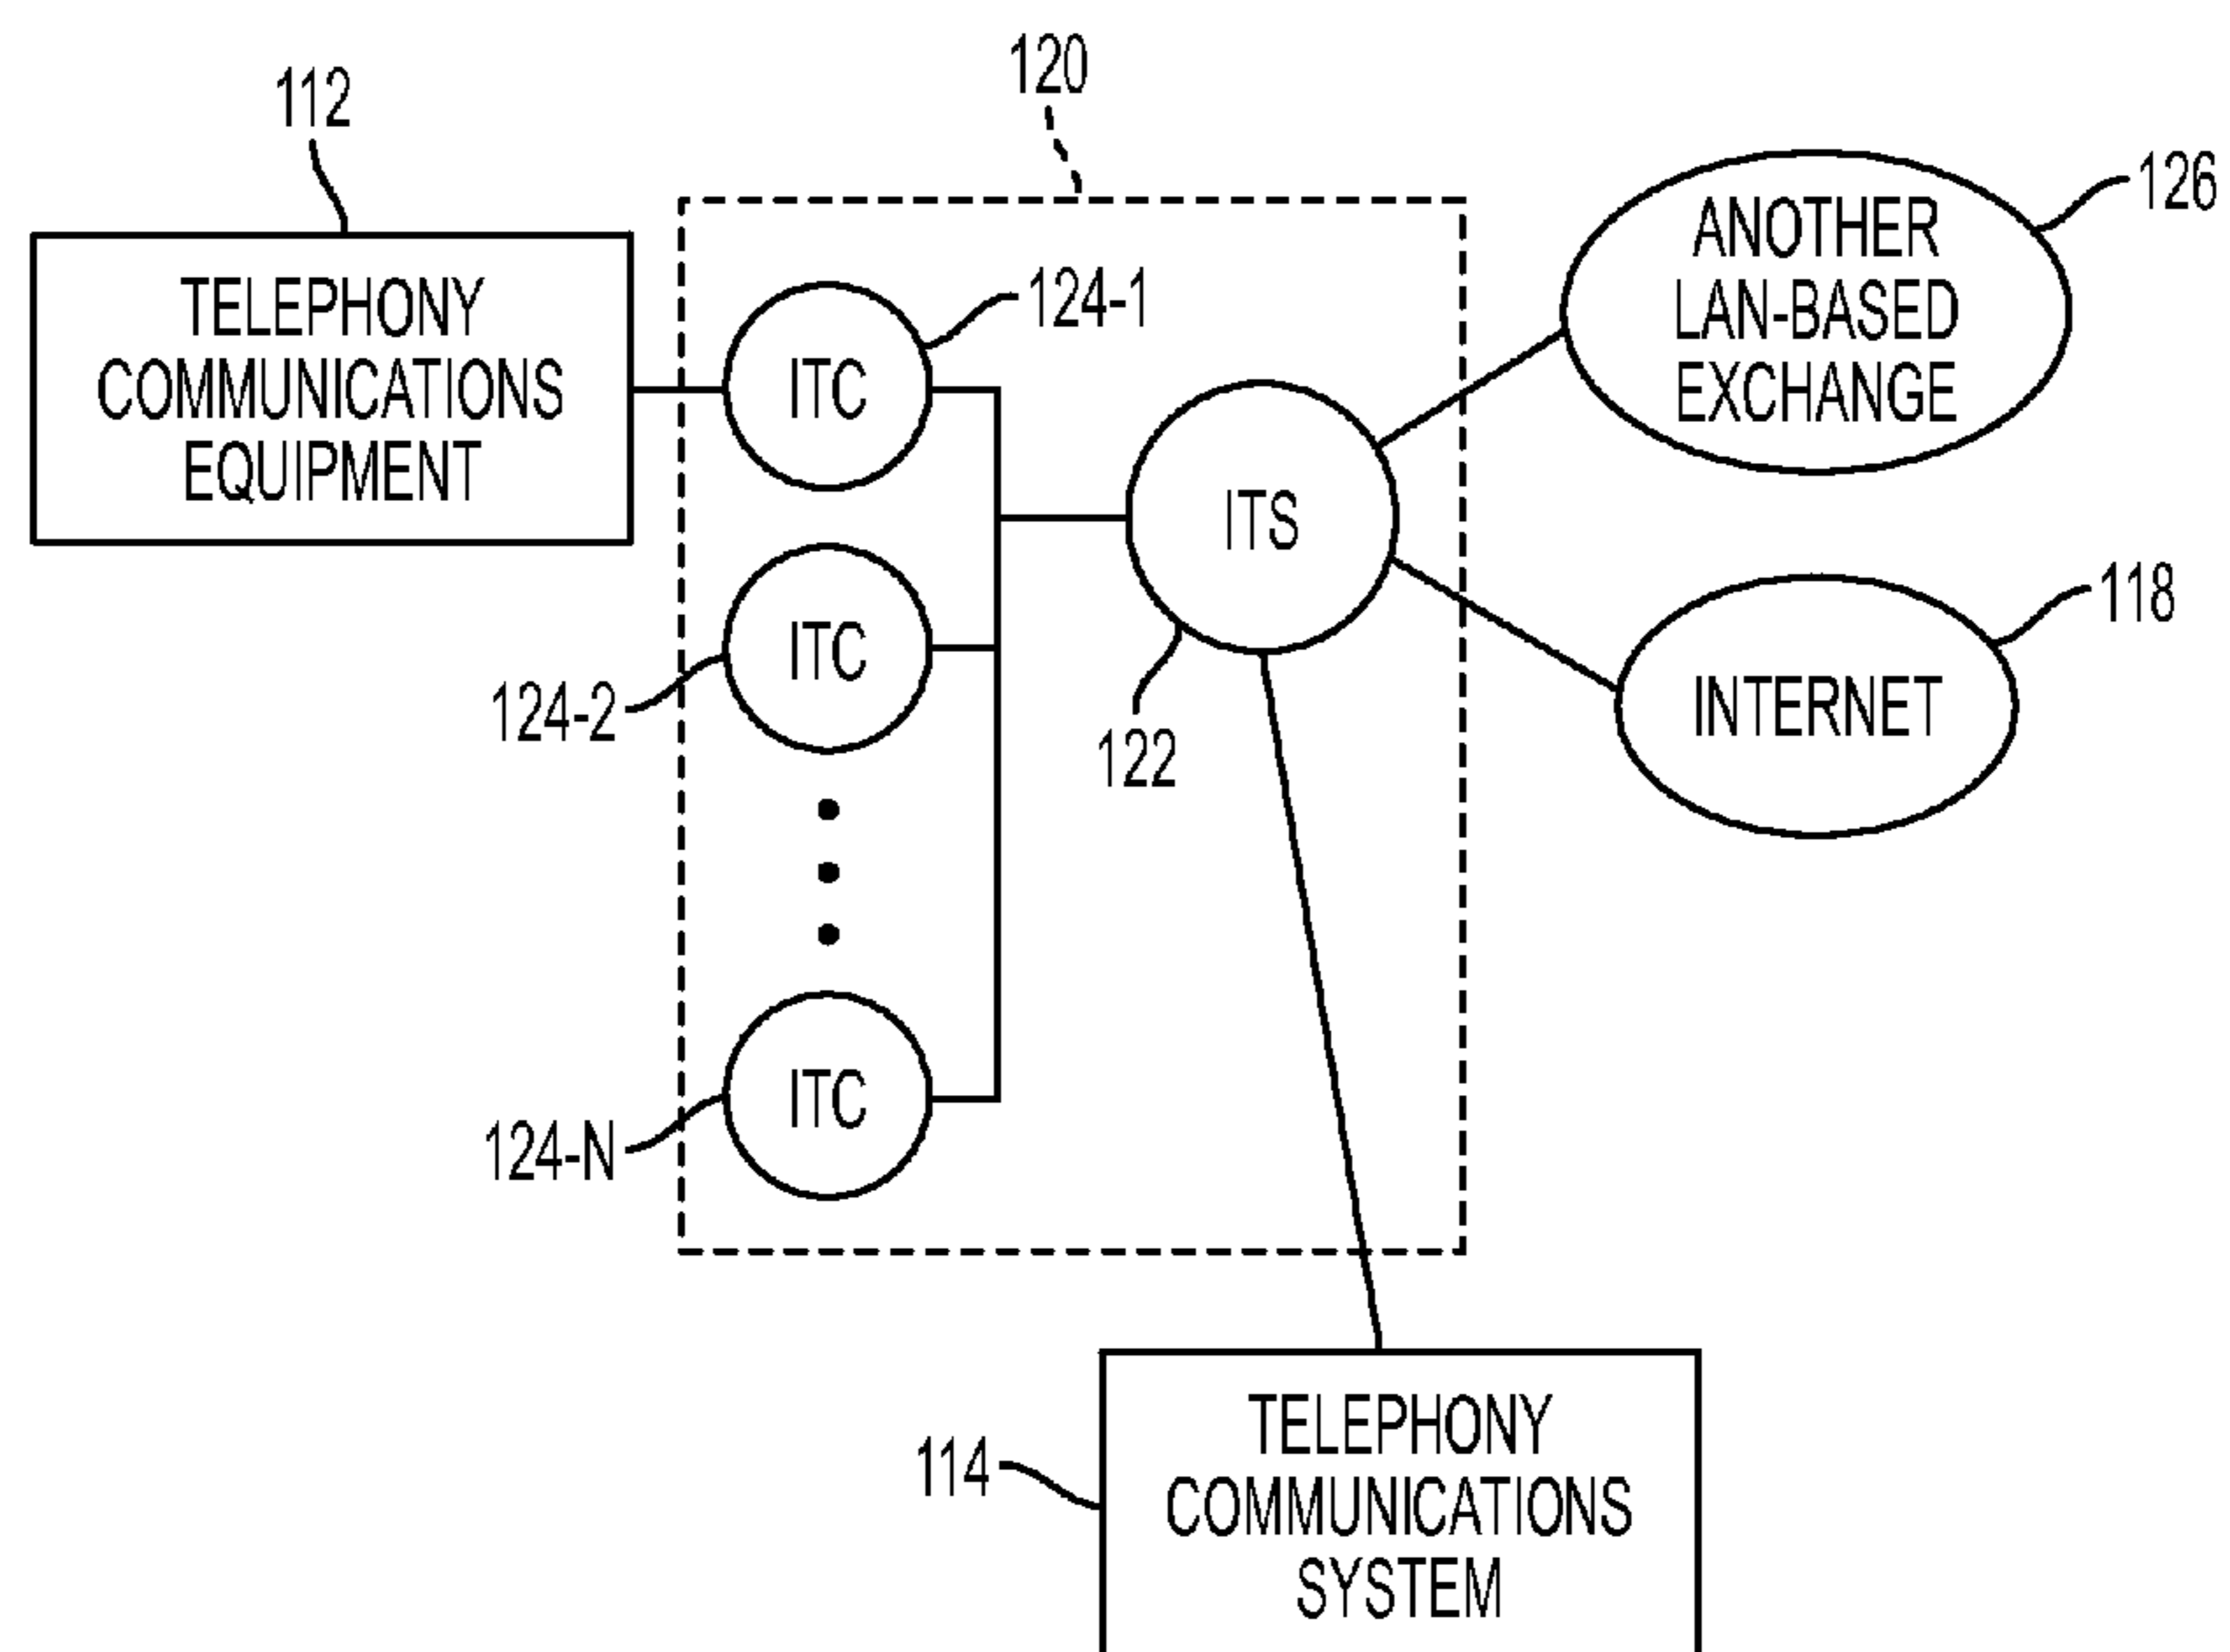 120
112
126
ANOTHER
LAN-BASED
EXCHANGE
TELEPHONY
COMMUNICATIONS
EQUIPMENT
124-1
ITC
ITS
118
INTERNET
ITC
124-2
122
ITC
124-N
114
TELEPHONY
COMMUNICATIONS
SYSTEM